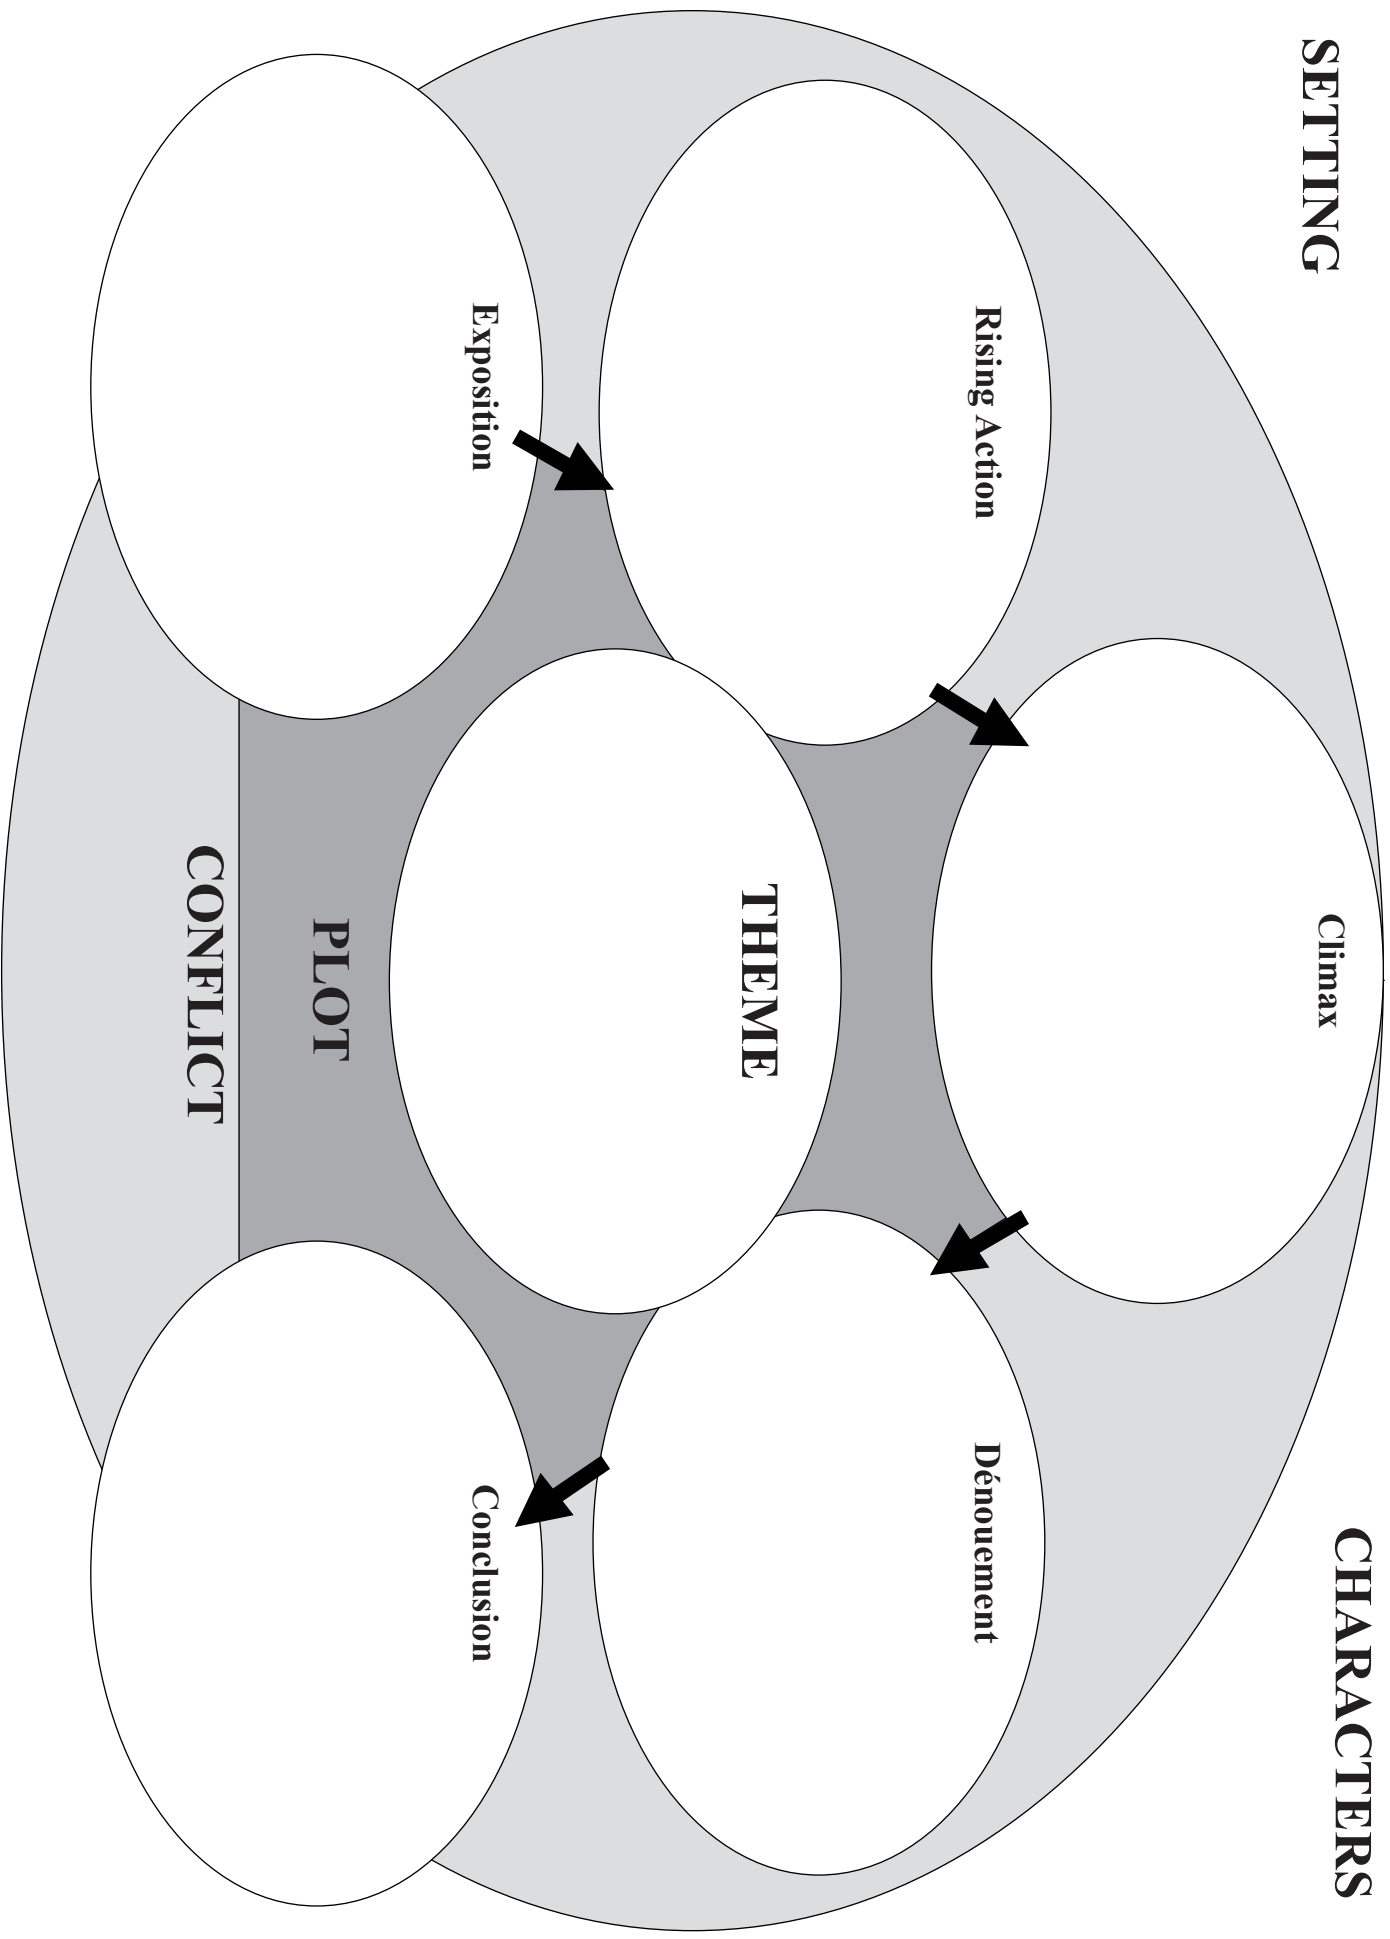 SETTING
CHARACTERS
Climax
Rising Action
Dénouement
THEME
Exposition
Conclusion
PLOT
CONFLICT